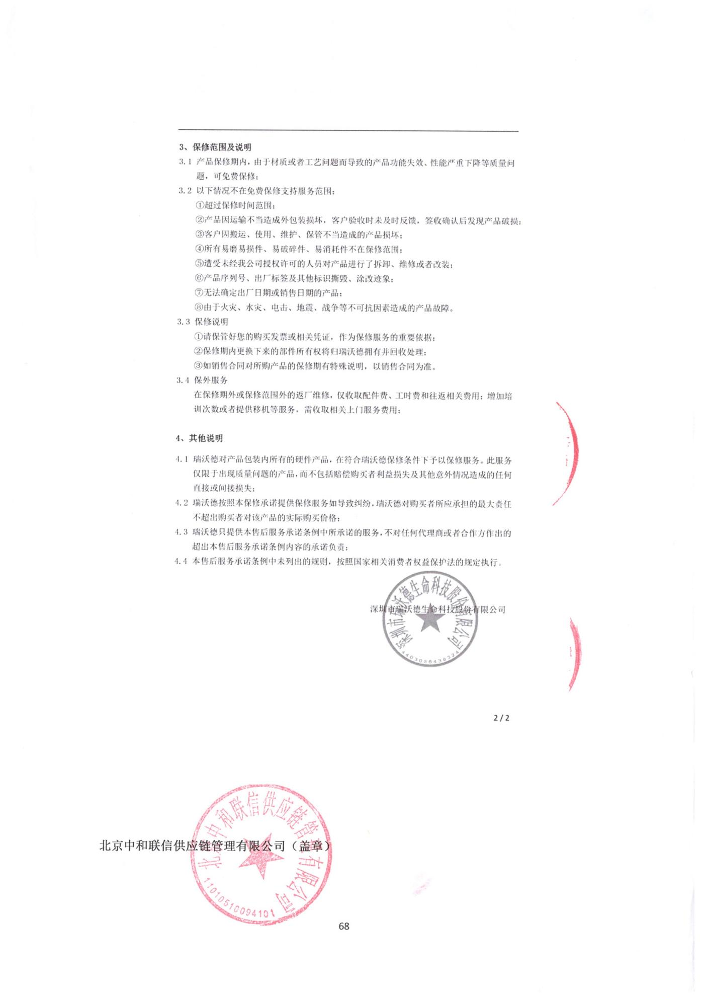 3、保修范围及说明
3.1 产品保修期内，由于材质或者工艺问题而导致的产品功能失效、性能严重下降等质量问
题，可免费保修；
3.2 以下情况不在免费保修支持服务范围：
①超过保修时间范围；
②产品因运输不当造成外包装损坏，客户验收时未及时反馈，签收确认后发现产品破损；
③客户因搬运、使用、维护、保管不当造成的产品损坏；
④所有易磨易损件、易破碎件、易消耗件不在保修范围；
⑤遭受未经我公司授权许可的人员对产品进行了拆卸、维修或者改装；
⑥产品序列号、出厂标签及其他标识撕毁、涂改迹象；
⑦无法确定出厂日期或销售日期的产品；
⑧由于火灾、水灾、电击、地震、战争等不可抗因素造成的产品故障。
3.3 保修说明
①请保管好您的购买发票或相关凭证，作为保修服务的重要依据；
②保修期内更换下来的部件所有权将归瑞沃德拥有并回收处理；
③如销售合同对所购产品的保修期有特殊说明，以销售合同为准。
3.4 保外服务
在保修期外或保修范围外的返厂维修，仅收取配件费、工时费和往返相关费用；增加培
训次数或者提供移机等服务，需收取相关上门服务费用；
4、其他说明
4.1 瑞沃德对产品包装内所有的硬件产品，在符合瑞沃德保修条件下予以保修服务。此服务
仅限于出现质量问题的产品，而不包括赔偿购买者利益损失及其他意外情况造成的任何
直接或间接损失；
4.2 瑞沃德按照本保修承诺提供保修服务如导致纠纷，瑞沃德对购买者所应承担的最大责任
不超出购买者对该产品的实际购买价格；
4.3 瑞沃德只提供本售后服务承诺条例中所承诺的服务，不对任何代理商或者合作方作出的
超出本售后服务承诺条例内容的承诺负责；
4.4 本售后服务承诺条例中未列出的规则，按照国家相关消费者权益保护法的规定执行。
深圳市瑞沃德生命科技股份有限公司
深圳市瑞沃德生命科技股份有限公司
4403056438324
2 / 2
北京中和联信供应链管理有限公司（盖章）
北京中和联信供应链管理有限公司
11010510094101
68